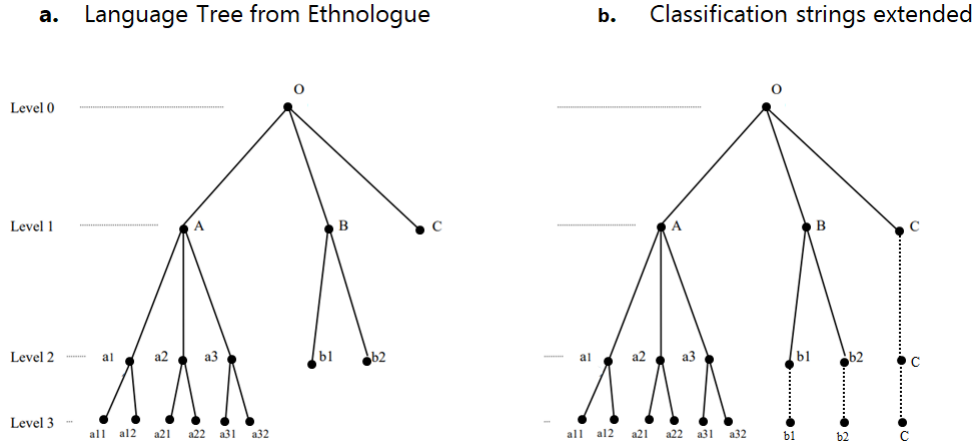 a. Language Tree from Ethnologue
b. Classification strings extended
O
O
Level 0
Level 1
A
B
C
A
B
C
Level 2
a1
a2
a3
b1
b2
a1
a2
a3
b1
b2
C
Level 3
a11
a12
a21
a22
a31
a32
a11
a12
a21
a22
a31
a32
b1
b2
C